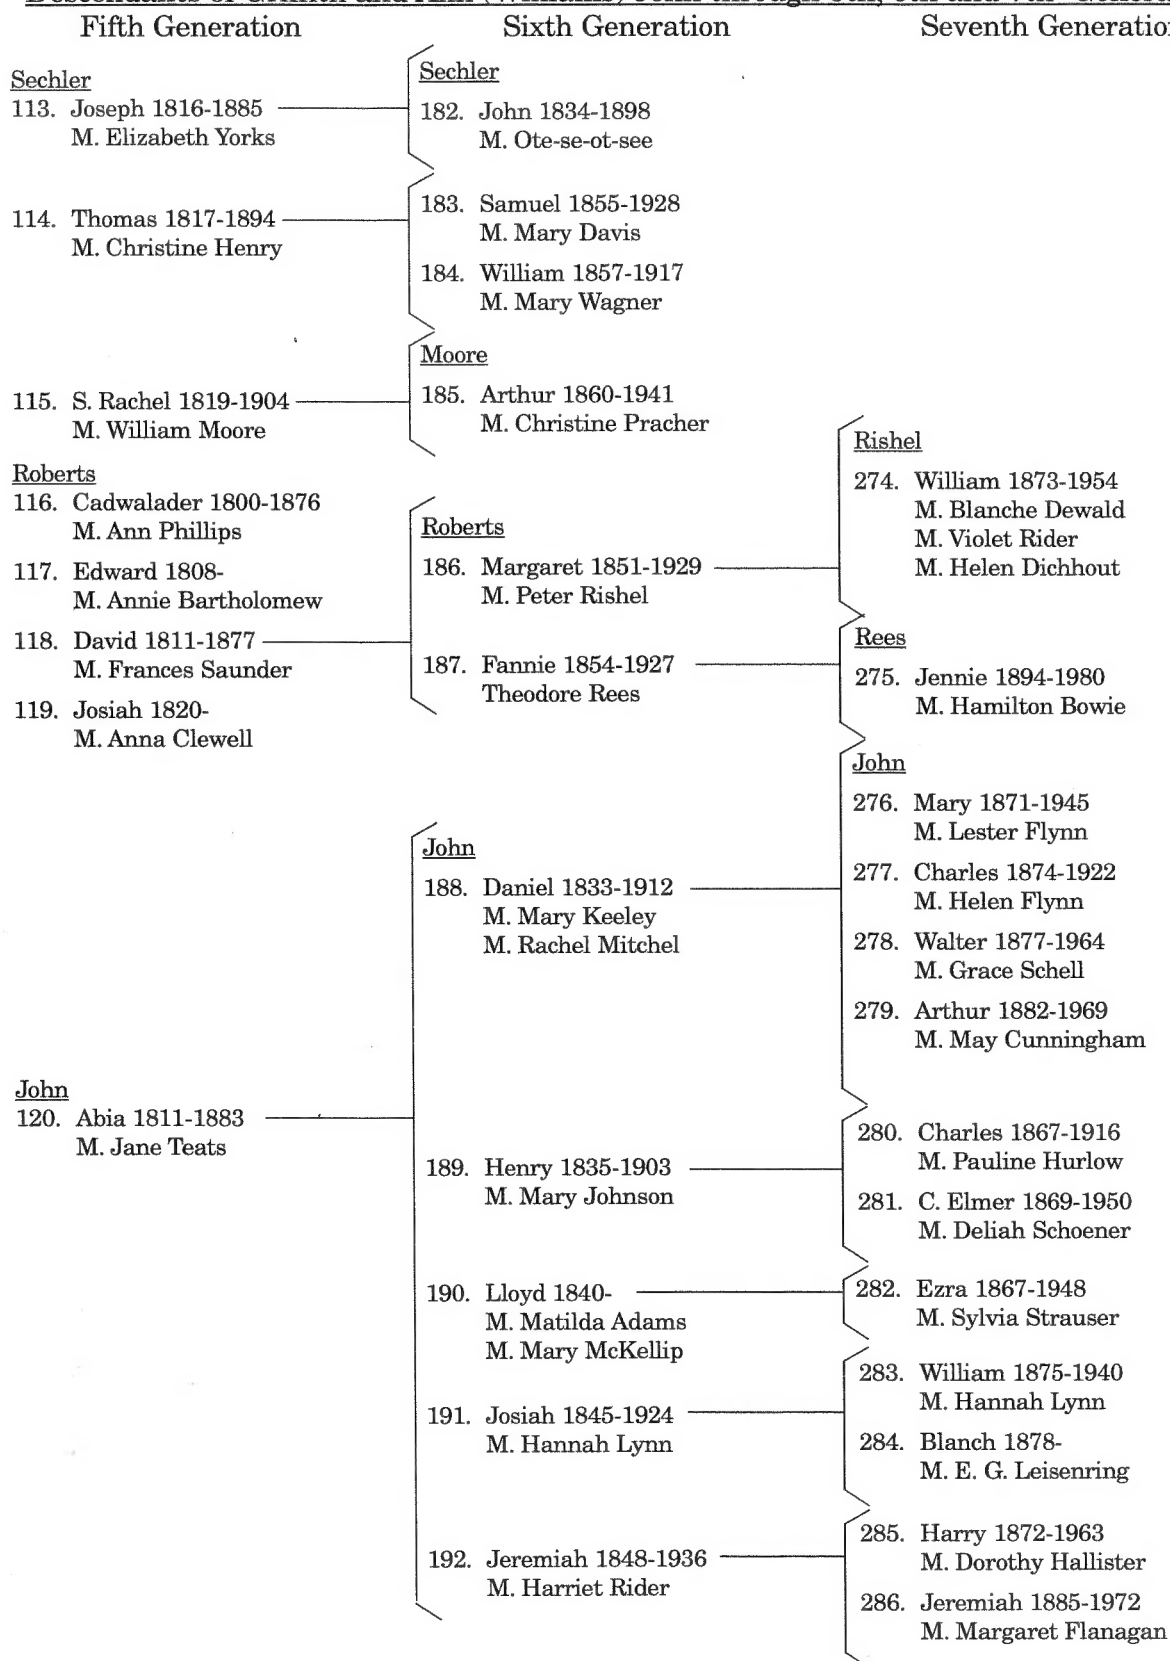 Fifth Generation
Sixth Generation
Seventh Generation
Sechler
113. Joseph 1816-1885
M. Elizabeth Yorks
114. Thomas 1817-1894
M. Christine Henry
115. S. Rachel 1819-1904
M. William Moore
Roberts
116. Cadwalader 1800-1876
M. Ann Phillips
117. Edward 1808-
M. Annie Bartholomew
118. David 1811-1877
M. Frances Saunder
119. Josiah 1820-
M. Anna Clewell
John
120. Abia 1811-1883
M. Jane Teats
Sechler
182. John 1834-1898
M. Ote-se-ot-see
183. Samuel 1855-1928
M. Mary Davis
184. William 1857-1917
M. Mary Wagner
Moore
185. Arthur 1860-1941
M. Christine Pracher
Roberts
186. Margaret 1851-1929
M. Peter Rishel
187. Fannie 1854-1927
Theodore Rees
John
188. Daniel 1833-1912
M. Mary Keeley
M. Rachel Mitchel
189. Henry 1835-1903
M. Mary Johnson
190. Lloyd 1840-
M. Matilda Adams
M. Mary McKellip
191. Josiah 1845-1924
M. Hannah Lynn
192. Jeremiah 1848-1936
M. Harriet Rider
Rishel
274. William 1873-1954
M. Blanche Dewald
M. Violet Rider
M. Helen Dichhout
Rees
275. Jennie 1894-1980
M. Hamilton Bowie
John
276. Mary 1871-1945
M. Lester Flynn
277. Charles 1874-1922
M. Helen Flynn
278. Walter 1877-1964
M. Grace Schell
279. Arthur 1882-1969
M. May Cunningham
280. Charles 1867-1916
M. Pauline Hurlow
281. C. Elmer 1869-1950
M. Deliah Schoener
282. Ezra 1867-1948
M. Sylvia Strauser
283. William 1875-1940
M. Hannah Lynn
284. Blanch 1878-
M. E. G. Leisenring
285. Harry 1872-1963
M. Dorothy Hallister
286. Jeremiah 1885-1972
M. Margaret Flanagan